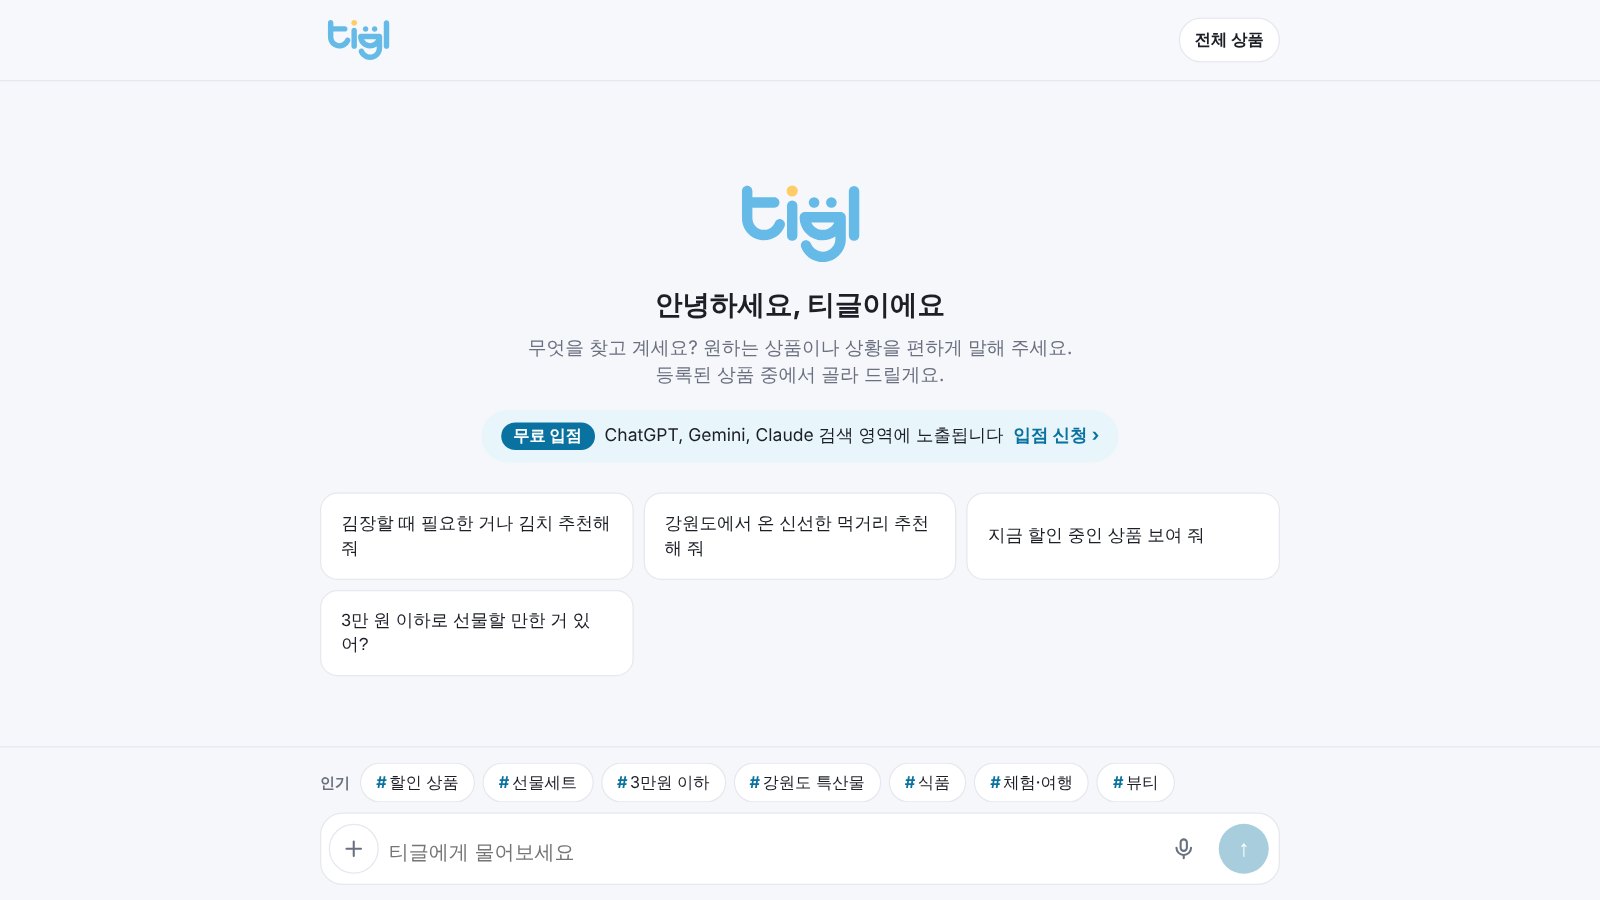 tigl
전체 상품
tigl
안녕하세요, 티글이에요
무엇을 찾고 계세요? 원하는 상품이나 상황을 편하게 말해 주세요.
등록된 상품 중에서 골라 드릴게요.
무료 입점 ChatGPT, Gemini, Claude 검색 영역에 노출됩니다 입점 신청 ›
김장할 때 필요한 거나 김치 추천해
줘
강원도에서 온 신선한 먹거리 추천
해 줘
지금 할인 중인 상품 보여 줘
3만 원 이하로 선물할 만한 거 있
어?
인기 #할인 상품 #선물세트 #3만원 이하 #강원도 특산물 #식품 #체험·여행 #뷰티
티글에게 물어보세요